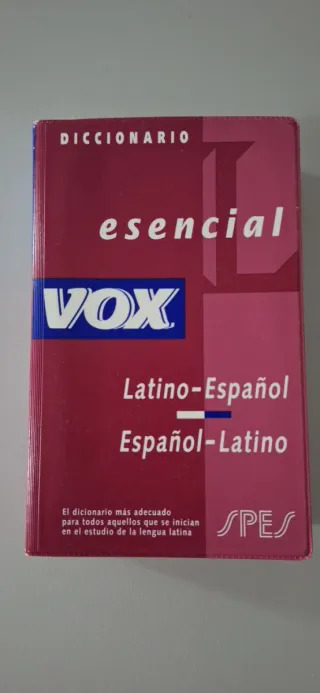 DICCIONARIO
esencial
VOX
Latino-Español
Español-Latino
El dicionario más adecuado
para todos aquellos que se inician
en el estudio de la lengua latina
SPES